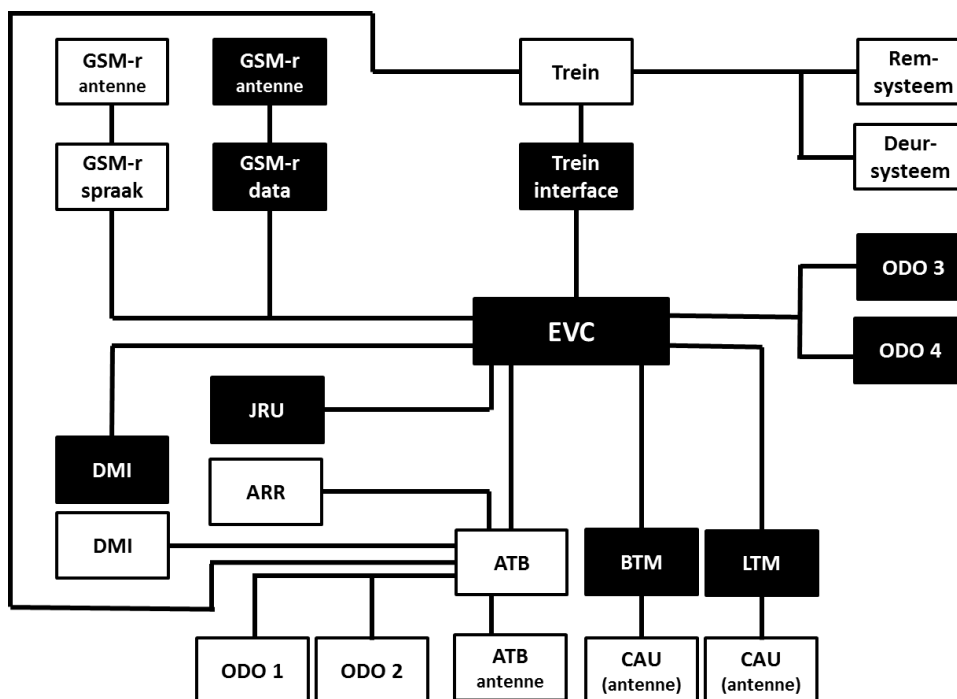 GSM-r
antenne
GSM-r
antenne
Trein
Rem-
systeem
GSM-r
spraak
GSM-r
data
Trein
interface
Deur-
systeem
ODO 3
EVC
ODO 4
JRU
DMI
ARR
DMI
ATB
BTM
LTM
ODO 1
ODO 2
ATB
antenne
CAU
(antenne)
CAU
(antenne)